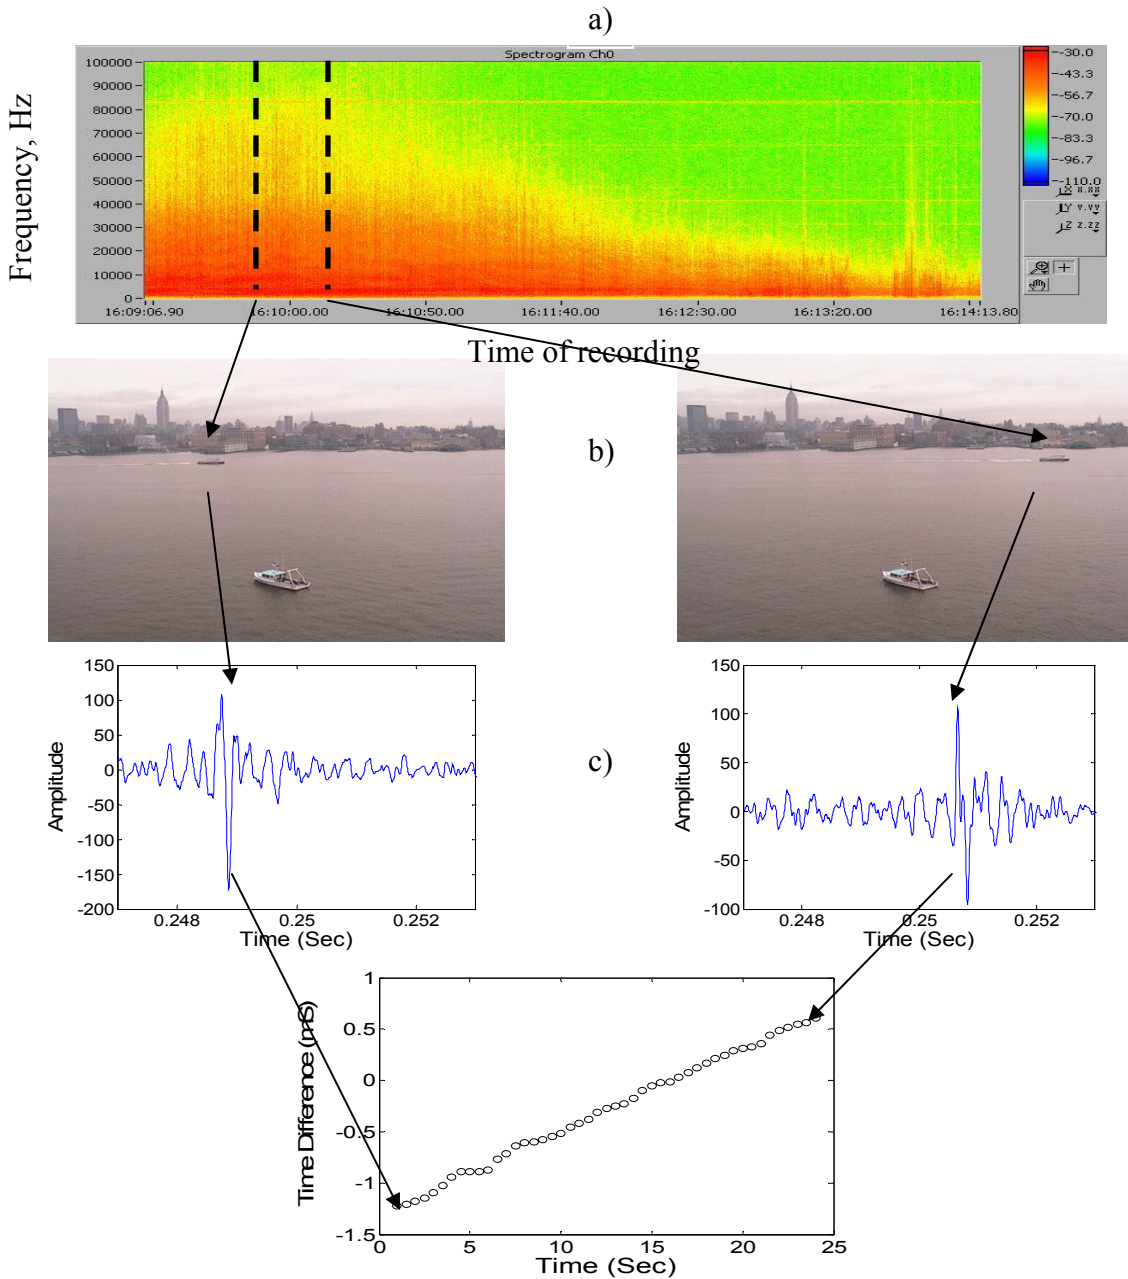 a)
Spectrogram Ch0
Frequency, Hz
100000
90000
80000
70000
60000
50000
40000
30000
20000
10000
0
16:09:06.90 16:10:00.00 16:10:50.00 16:11:40.00 16:12:30.00 16:13:20.00 16:14:13.80
-30.0
-43.3
-56.7
-70.0
-83.3
-96.7
-110.0
X X.XX
Y Y.YY
Z Z.ZZ
Time of recording
b)
150
100
50
0
-50
-100
-150
-200
Amplitude
0.248 0.25 0.252
Time (Sec)
c)
150
100
50
0
-50
-100
Amplitude
0.248 0.25 0.252
Time (Sec)
1
0.5
0
-0.5
-1
-1.5
Time Difference (mS)
0 5 10 15 20 25
Time (Sec)